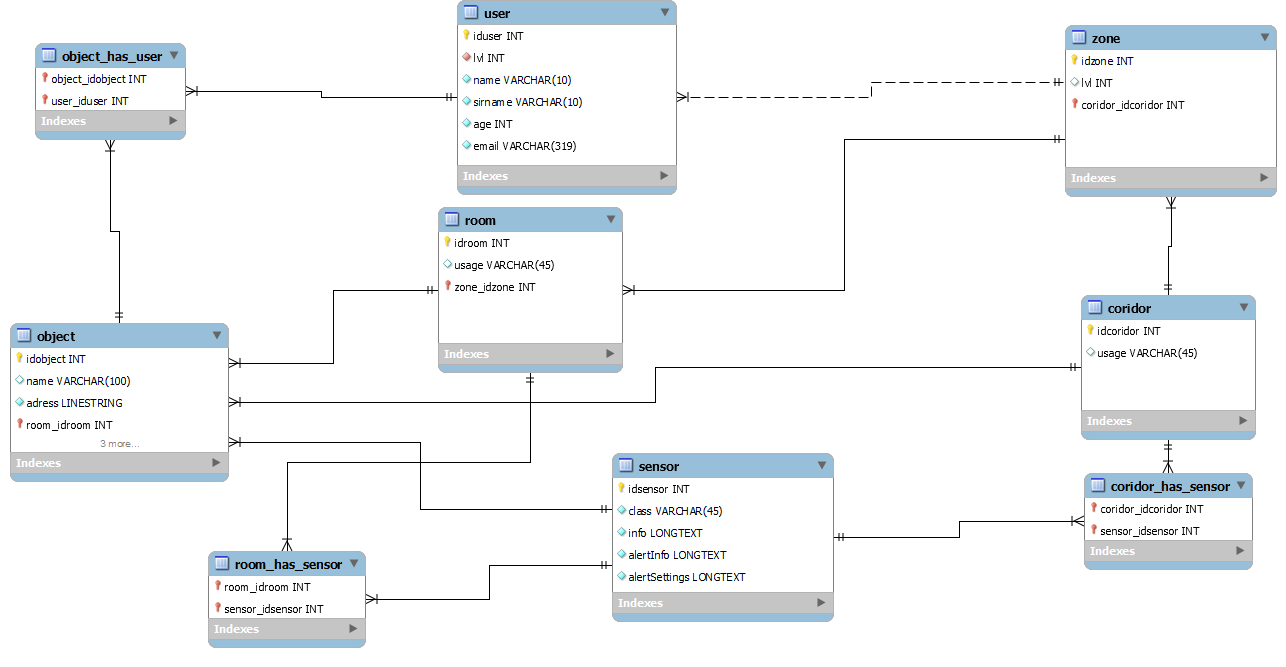 object_has_user
object_idobject INT
user_iduser INT
Indexes
user
iduser INT
lvl INT
name VARCHAR(10)
sirname VARCHAR(10)
age INT
email VARCHAR(319)
Indexes
zone
idzone INT
lvl INT
coridor_idcoridor INT
Indexes
room
idroom INT
usage VARCHAR(45)
zone_idzone INT
Indexes
object
idobject INT
name VARCHAR(100)
adress LINESTRING
room_idroom INT
3 more...
Indexes
coridor
idcoridor INT
usage VARCHAR(45)
Indexes
sensor
idsensor INT
class VARCHAR(45)
info LONGTEXT
alertInfo LONGTEXT
alertSettings LONGTEXT
Indexes
coridor_has_sensor
coridor_idcoridor INT
sensor_idsensor INT
Indexes
room_has_sensor
room_idroom INT
sensor_idsensor INT
Indexes